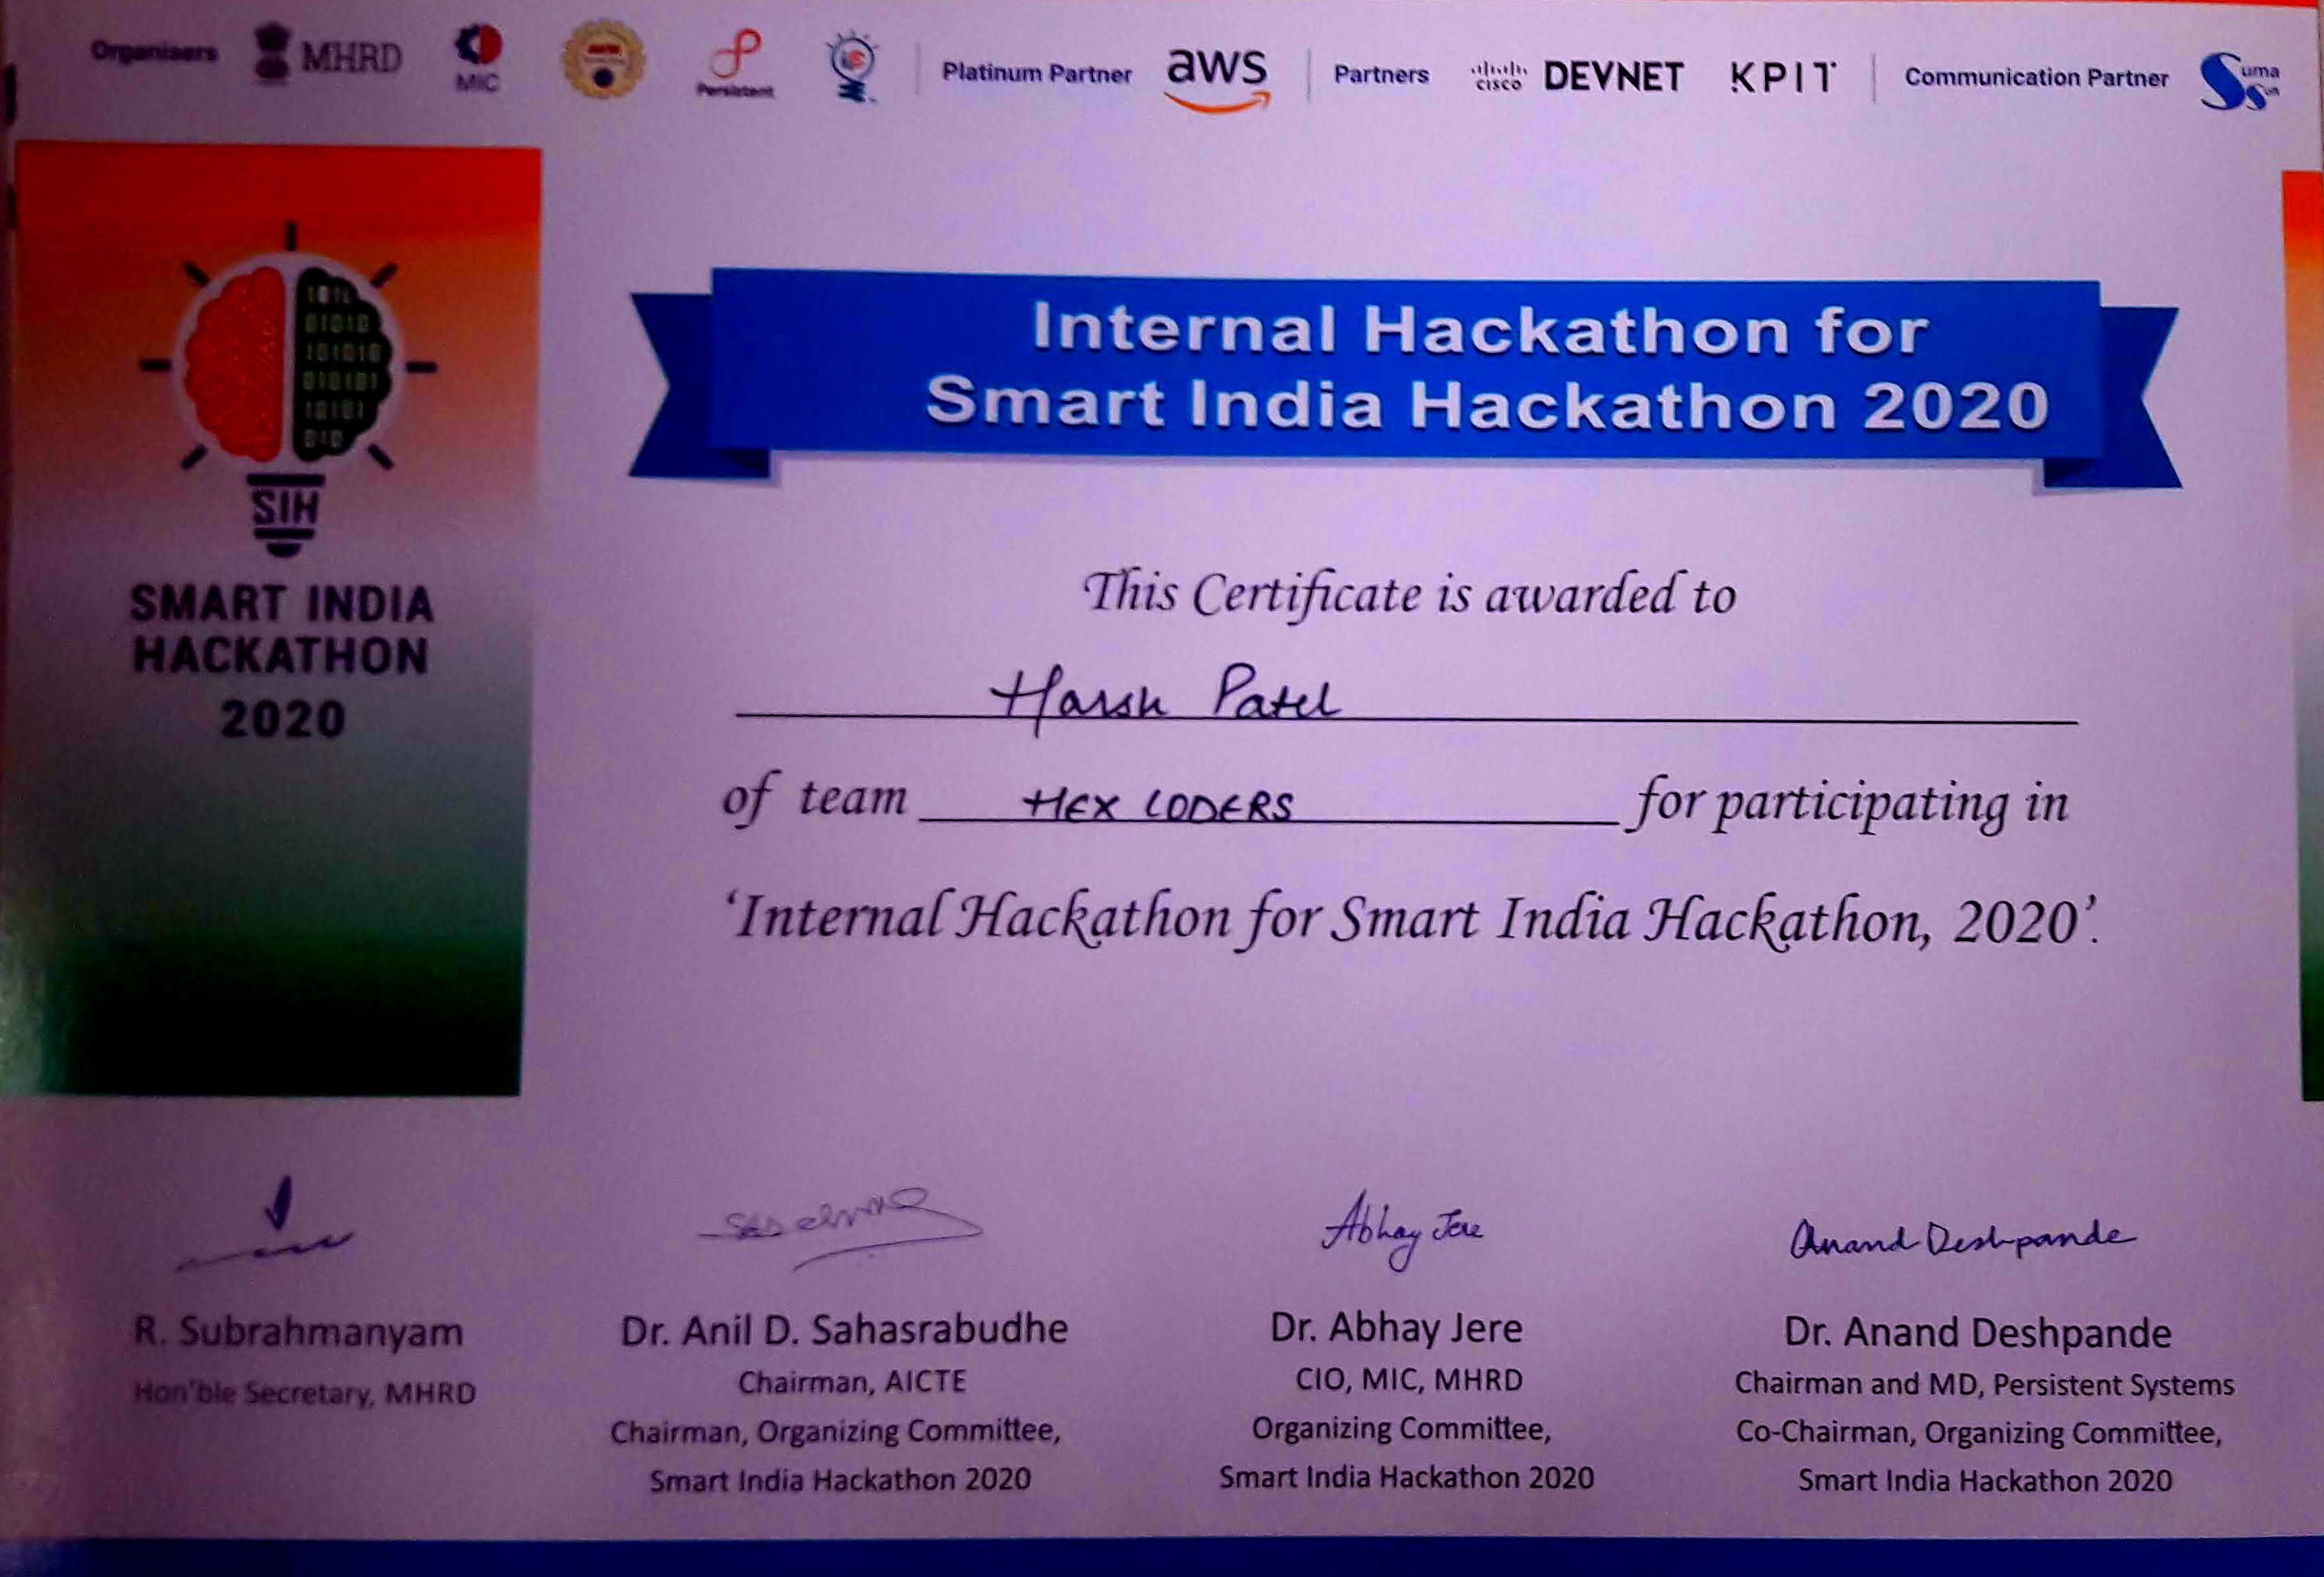 Organisers MHRD MIC Persistent Platinum Partner aws Partners cisco DEVNET KPIT Communication Partner Suma Soft
SIH
SMART INDIA
HACKATHON
2020
Internal Hackathon for
Smart India Hackathon 2020
This Certificate is awarded to
Harsh Patel
of team HEX CODERS for participating in
‘Internal Hackathon for Smart India Hackathon, 2020’.
Abhay Jere Anand Deshpande
R. Subrahmanyam
Hon'ble Secretary, MHRD
Dr. Anil D. Sahasrabudhe
Chairman, AICTE
Chairman, Organizing Committee,
Smart India Hackathon 2020
Dr. Abhay Jere
CIO, MIC, MHRD
Organizing Committee,
Smart India Hackathon 2020
Dr. Anand Deshpande
Chairman and MD, Persistent Systems
Co-Chairman, Organizing Committee,
Smart India Hackathon 2020